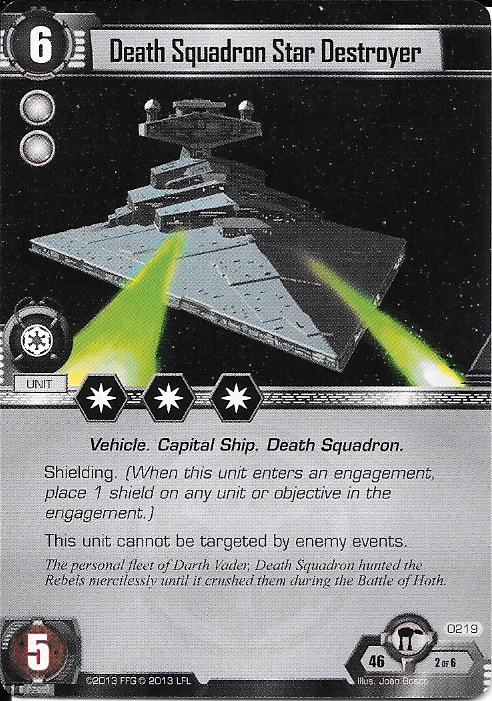 6
Death Squadron Star Destroyer
UNIT
Vehicle. Capital Ship. Death Squadron.
Shielding. (When this unit enters an engagement,
place 1 shield on any unit or objective in the
engagement.)
This unit cannot be targeted by enemy events.
The personal fleet of Darth Vader, Death Squadron hunted the
Rebels mercilessly until it crushed them during the Battle of Hoth.
0219
5
46
2 of 6
©2013 FFG © 2013 LFL
Illus. João Bosco